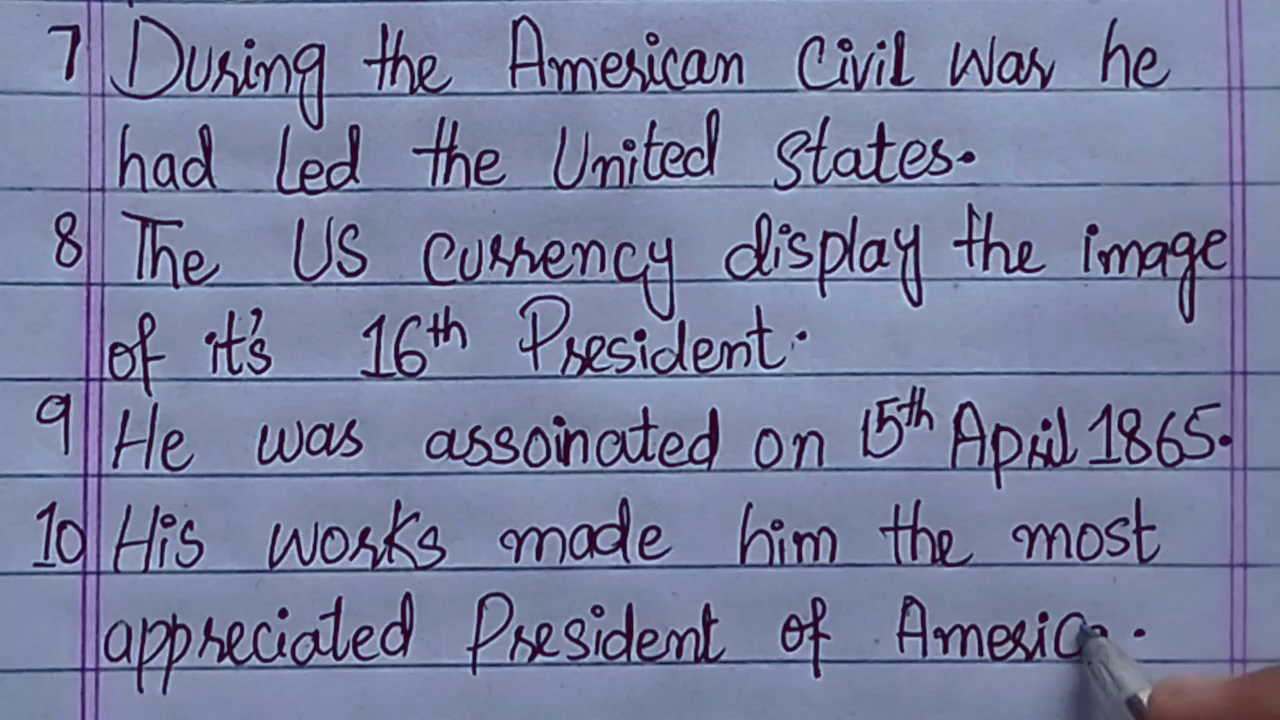 7 During the American Civil War he
had Led the United States.
8 The US currency display the image
of it's 16th President.
9 He was assoinated on 15th April 1865.
10 His works made him the most
appreciated President of America.